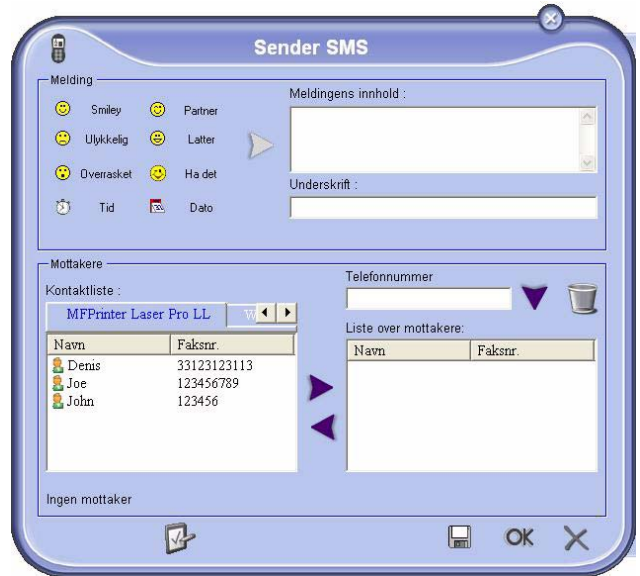 Sender SMS
Melding
Smiley Partner
Ulykkelig Latter
Overrasket Ha det
Tid Dato
Meldingens innhold :
Underskrift :
Mottakere
Kontaktliste :
MFPrinter Laser Pro LL
Navn Faksnr.
Denis 33123123113
Joe 123456789
John 123456
Ingen mottaker
Telefonnummer
Liste over mottakere:
Navn Faksnr.
OK